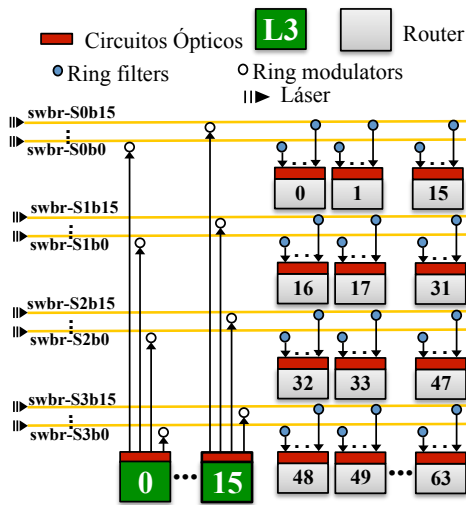 Circuitos Ópticos L3 Router
Ring filters Ring modulators
Láser
swbr-S0b15
swbr-S0b0
0 1 15
swbr-S1b15
swbr-S1b0
16 17 31
swbr-S2b15
swbr-S2b0
32 33 47
swbr-S3b15
swbr-S3b0
0 15 48 49 63